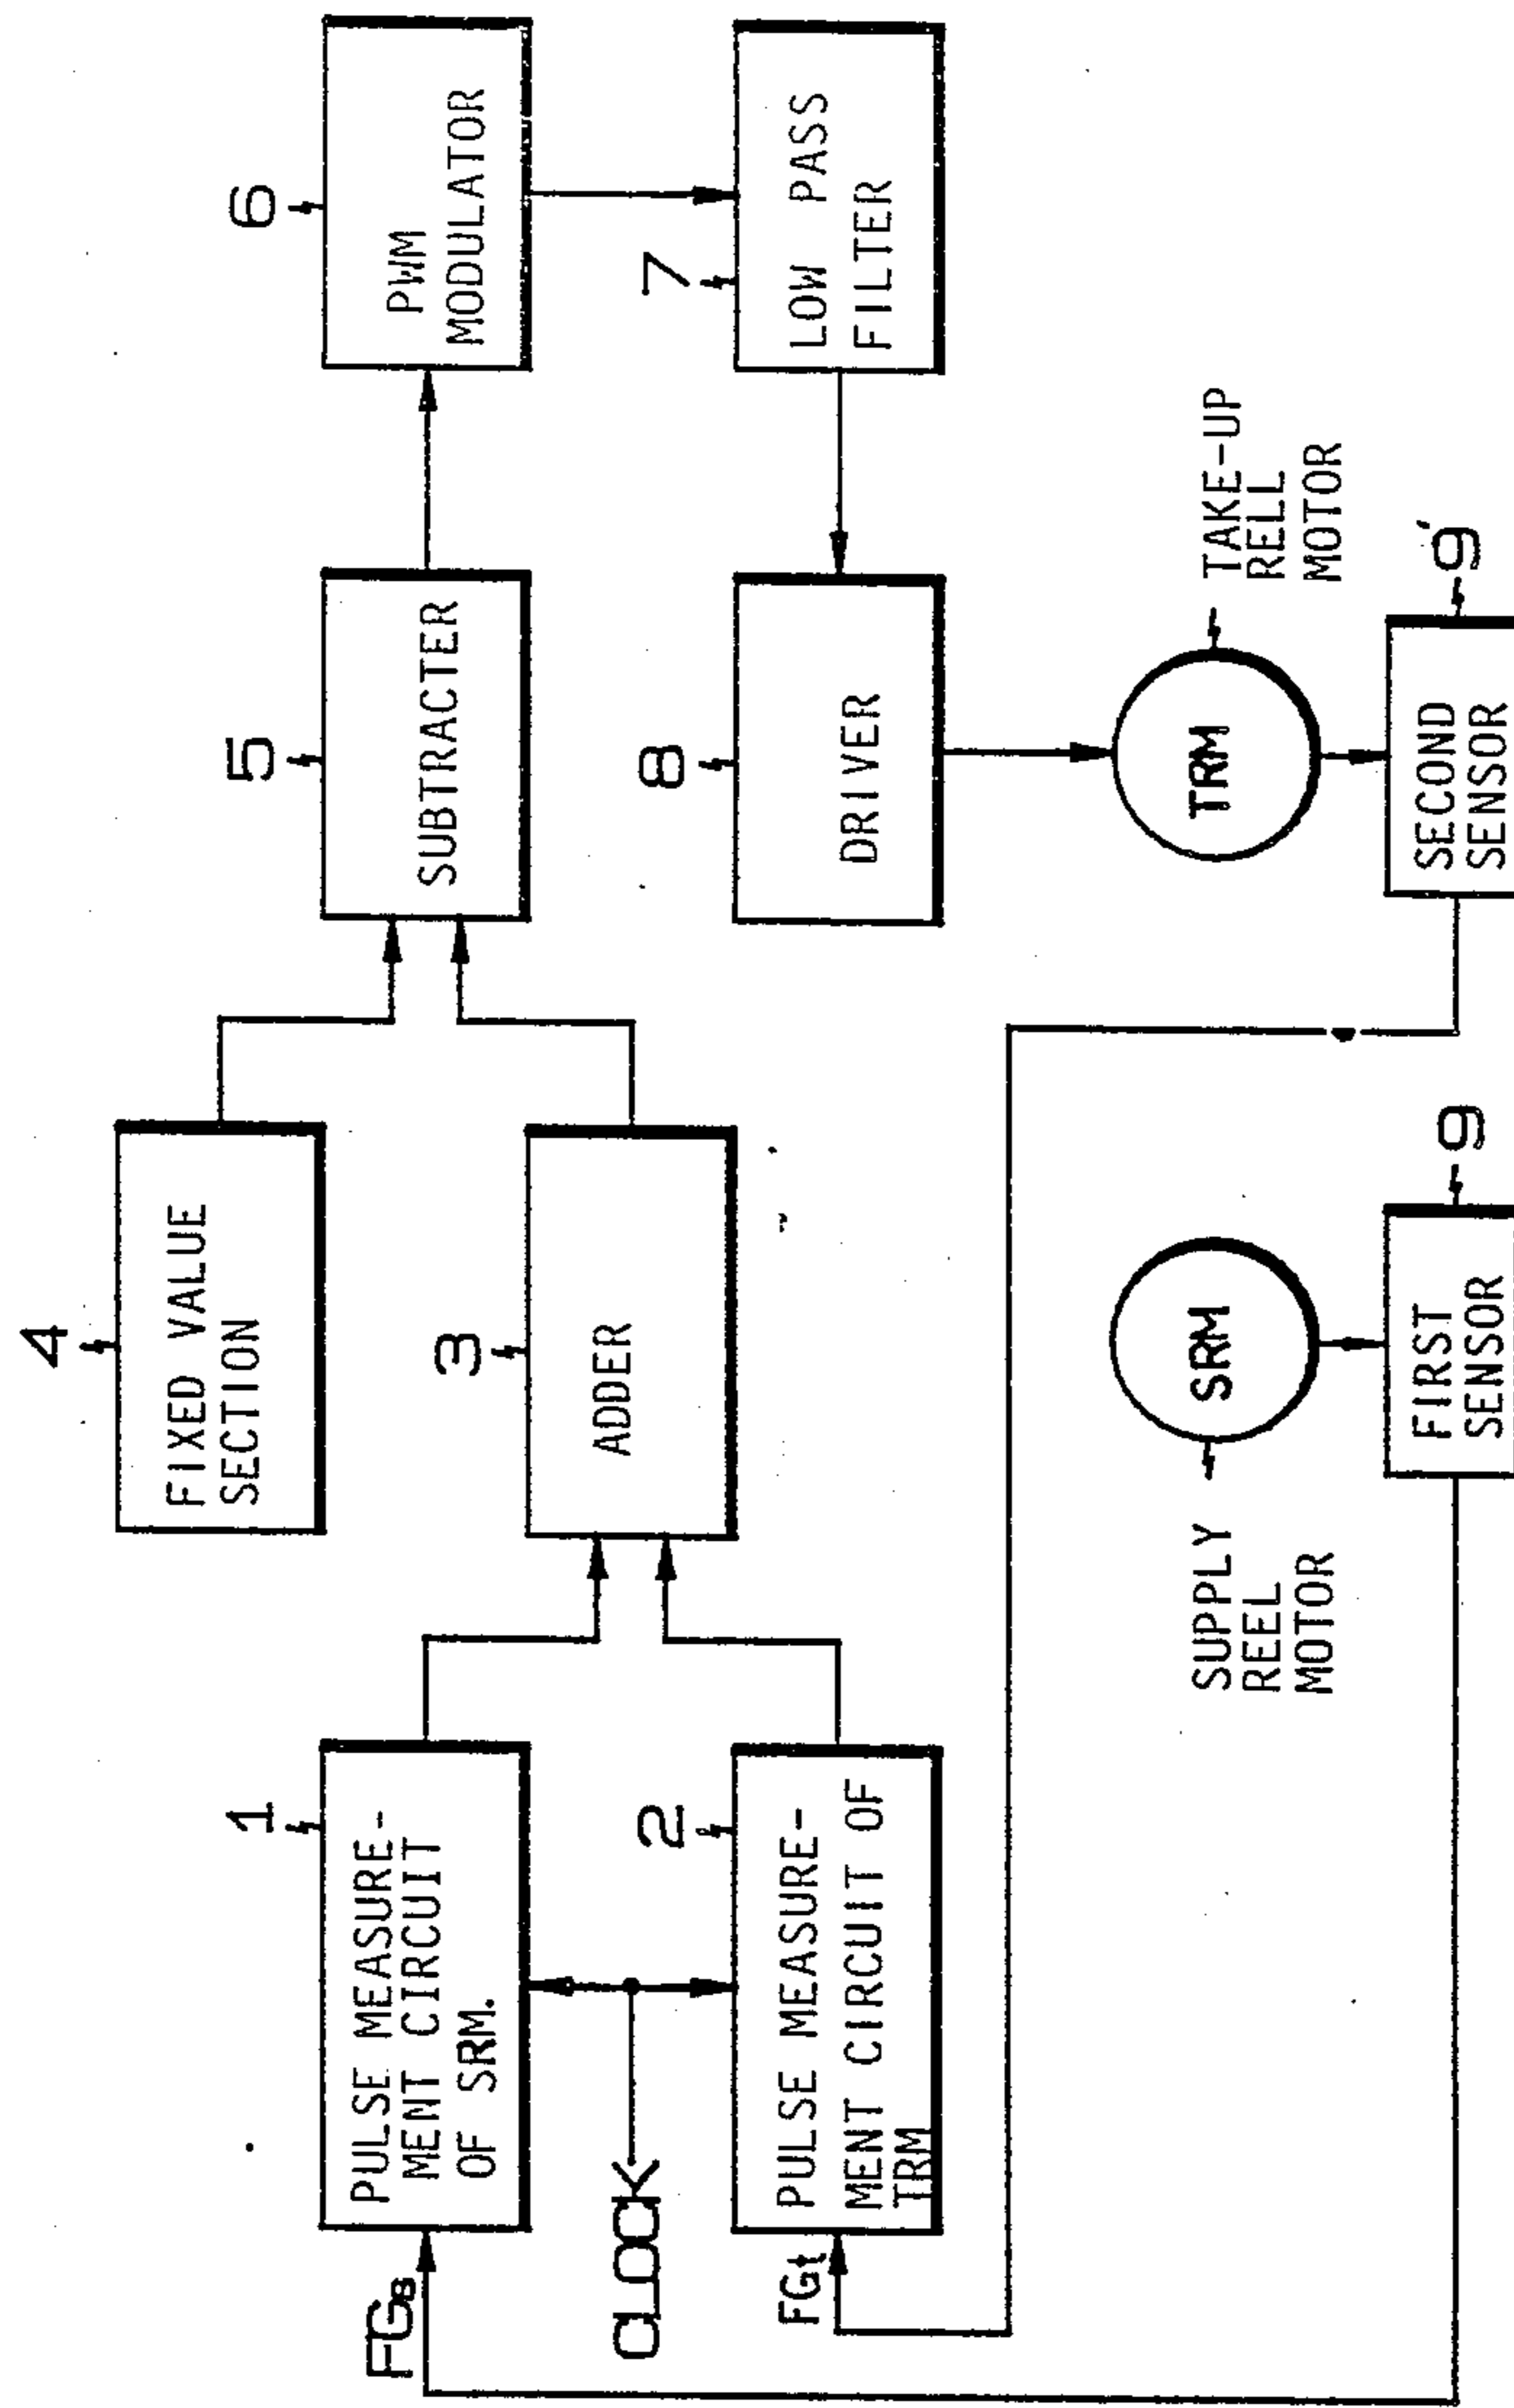 4
FIXED VALUE
SECTION
1
PULSE MEASURE-
MENT CIRCUIT
OF SRM.
FGs
5
SUBTRACTER
6
PWM
MODULATOR
3
ADDER
CLOCK
2
PULSE MEASURE-
MENT CIRCUIT OF
TRM
FGt
8
DRIVER
7
LOW PASS
FILTER
SUPPLY
REEL
MOTOR
SRM
TRM
TAKE-UP
RELL
MOTOR
FIRST
SENSOR
9
SECOND
SENSOR
9'